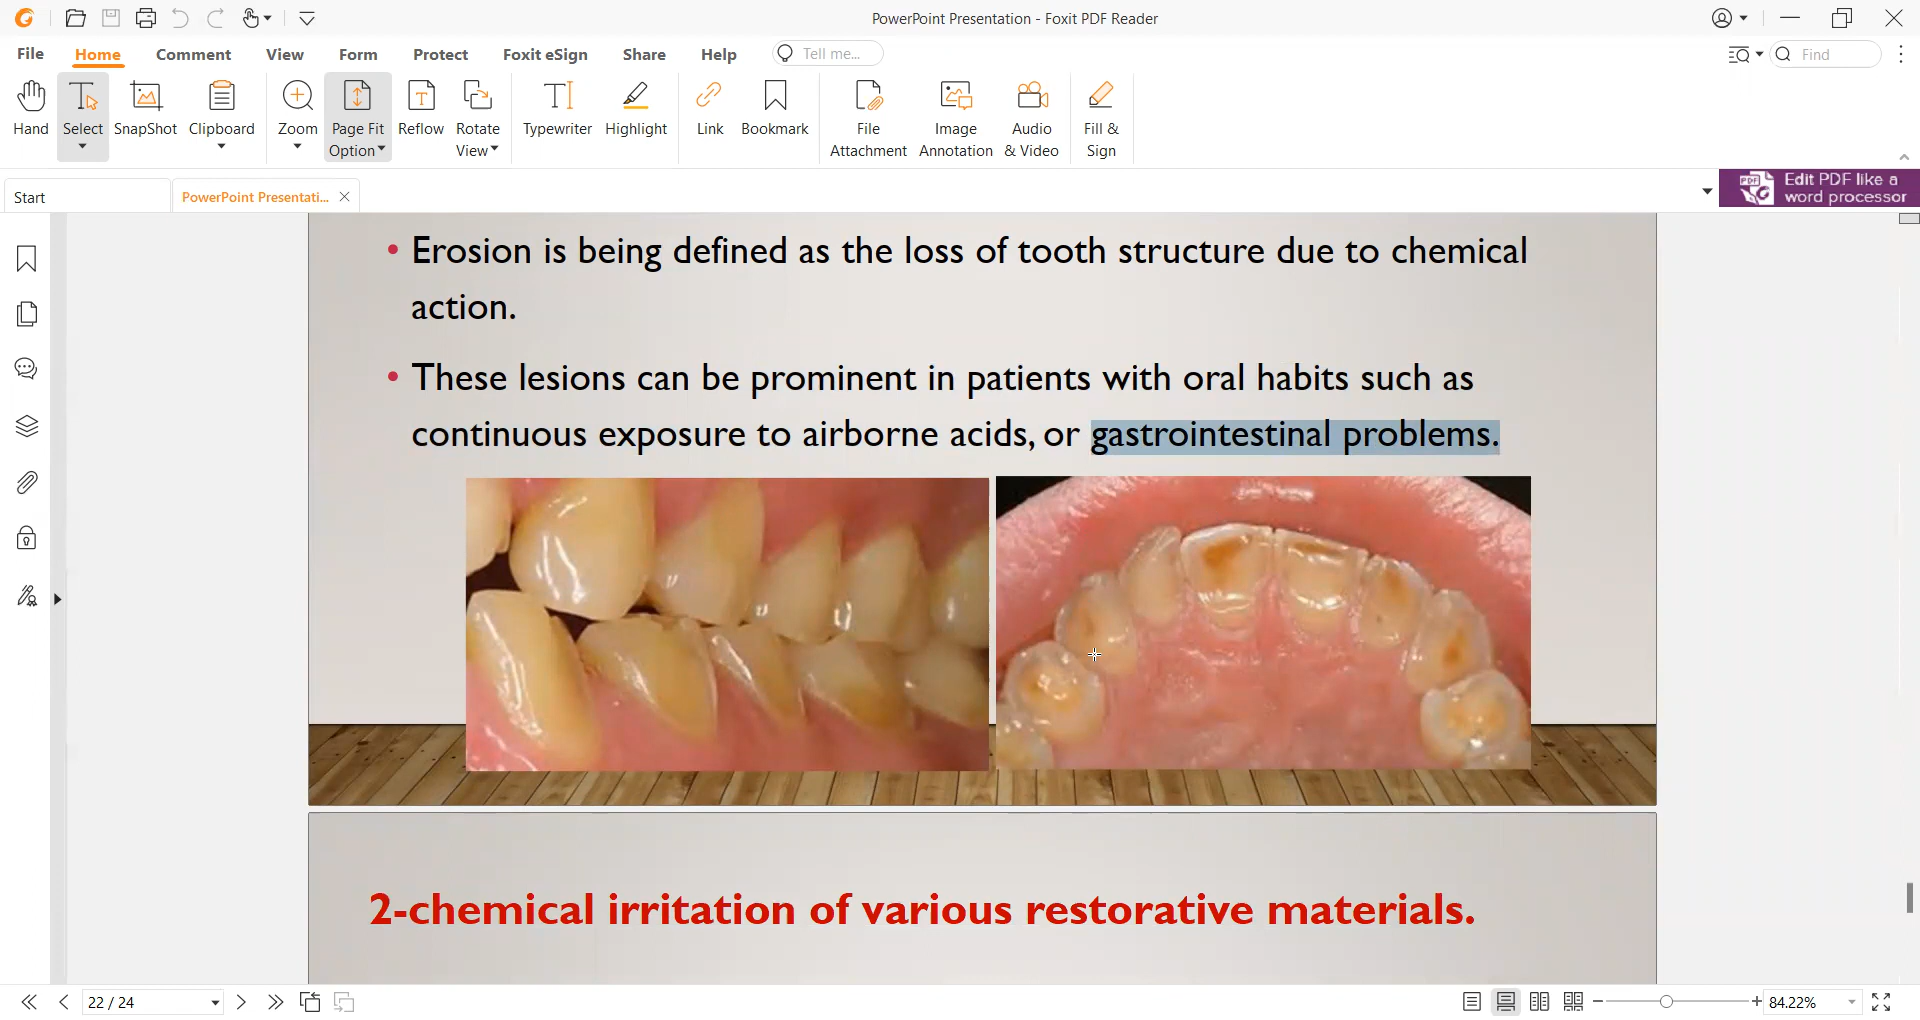 PowerPoint Presentation - Foxit PDF Reader
File Home Comment View Form Protect Foxit eSign Share Help Tell me... Find
Hand Select SnapShot Clipboard Zoom Page Fit Option Reflow Rotate View Typewriter Highlight Link Bookmark File Attachment Image Annotation Audio & Video Fill & Sign
Start PowerPoint Presentati... Edit PDF like a
word processor
• Erosion is being defined as the loss of tooth structure due to chemical
action.
• These lesions can be prominent in patients with oral habits such as
continuous exposure to airborne acids, or gastrointestinal problems.
2-chemical irritation of various restorative materials.
22 / 24 84.22%